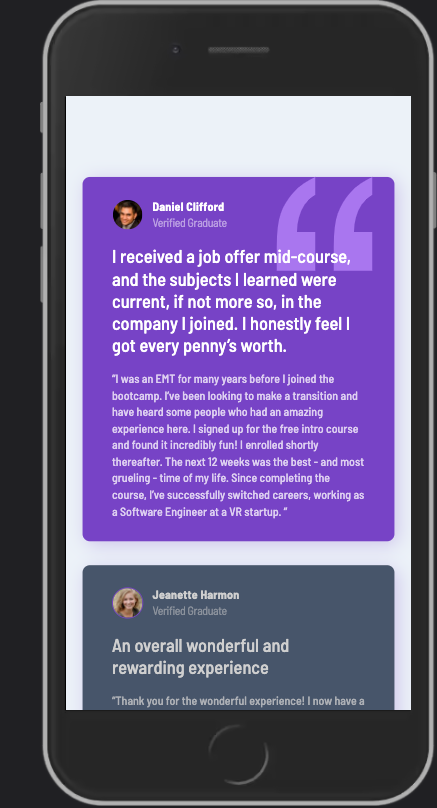 Daniel Clifford
Verified Graduate
I received a job offer mid-course,
and the subjects I learned were
current, if not more so, in the
company I joined. I honestly feel I
got every penny’s worth.
“I was an EMT for many years before I joined the
bootcamp. I’ve been looking to make a transition and
have heard some people who had an amazing
experience here. I signed up for the free intro course
and found it incredibly fun! I enrolled shortly
thereafter. The next 12 weeks was the best - and most
grueling - time of my life. Since completing the
course, I’ve successfully switched careers, working as
a Software Engineer at a VR startup. ”
Jeanette Harmon
Verified Graduate
An overall wonderful and
rewarding experience
“Thank you for the wonderful experience! I now have a